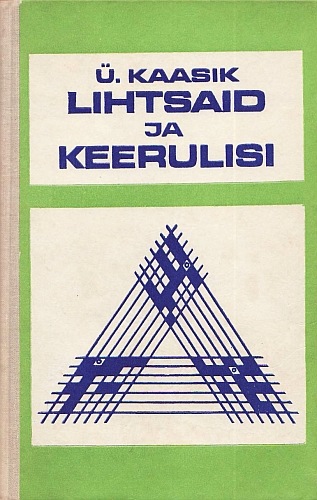 Ü. KAASIK
LIHTSAID
JA
KEERULISI